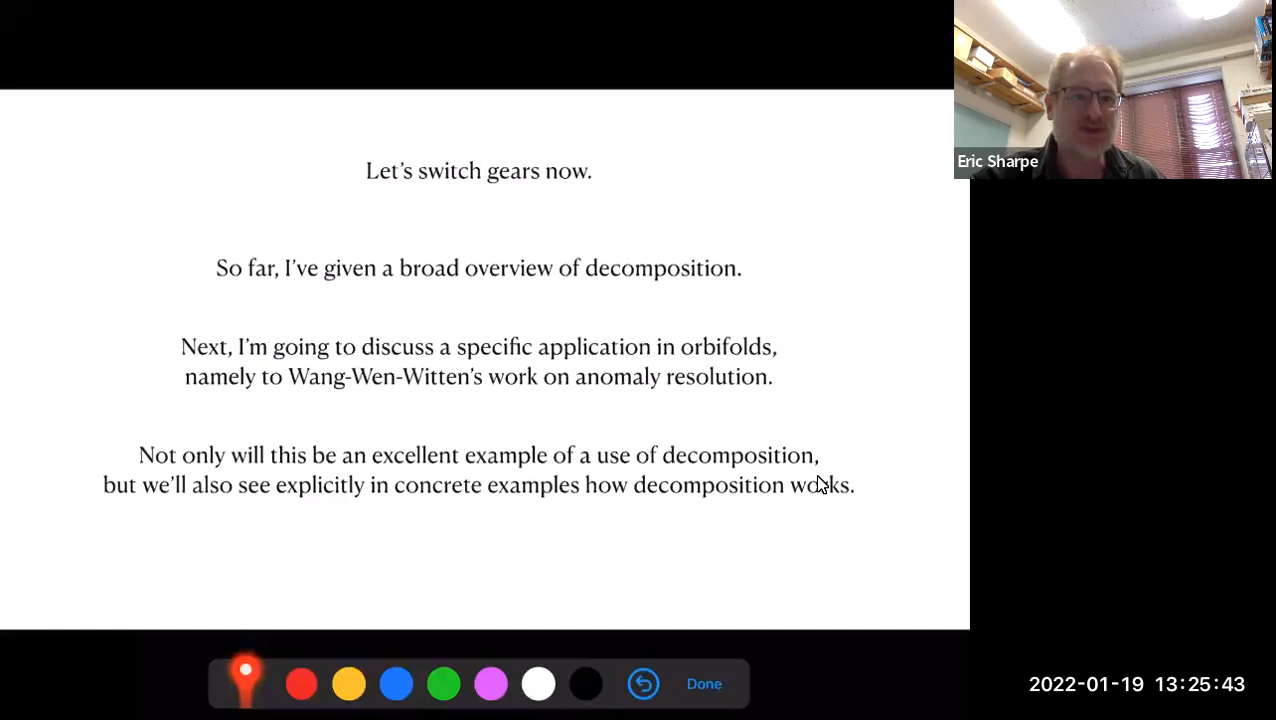 Let's switch gears now.
So far, I've given a broad overview of decomposition.
Next, I'm going to discuss a specific application in orbifolds,
namely to Wang-Wen-Witten's work on anomaly resolution.
Not only will this be an excellent example of a use of decomposition,
but we'll also see explicitly in concrete examples how decomposition works.
Eric Sharpe
Done
2022-01-19 13:25:43